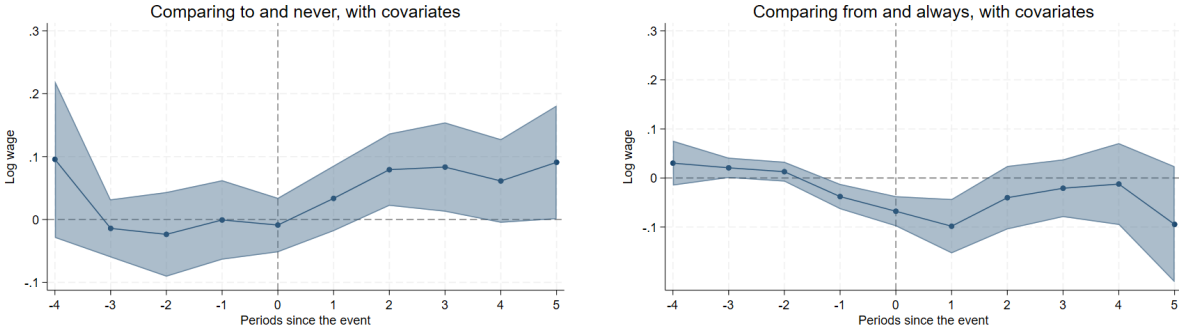 Comparing to and never, with covariates
.3
.2
.1
0
-.1
Log wage
-4 -3 -2 -1 0 1 2 3 4 5
Periods since the event
Comparing from and always, with covariates
.3
.2
.1
0
-.1
Log wage
-4 -3 -2 -1 0 1 2 3 4 5
Periods since the event